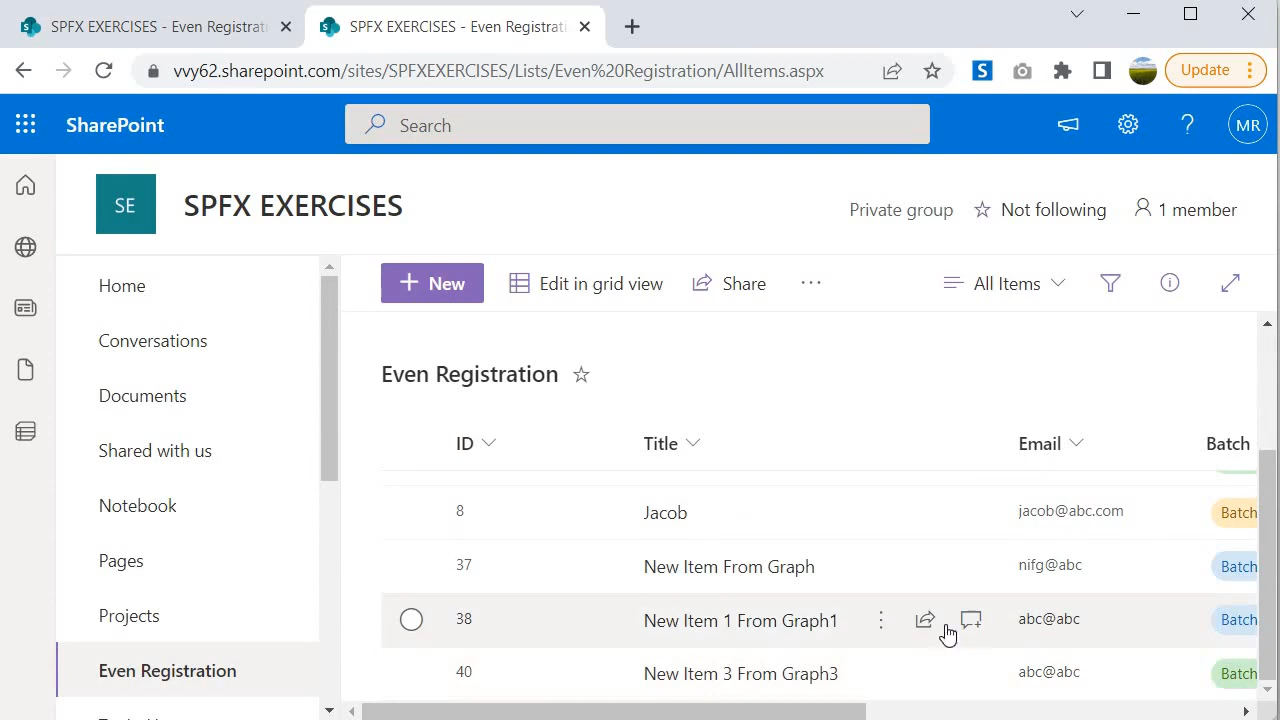 SPFX EXERCISES - Even Registrati
SPFX EXERCISES - Even Registrati
vvy62.sharepoint.com/sites/SPFXEXERCISES/Lists/Even%20Registration/AllItems.aspx
S
Update
SharePoint
Search
?
MR
SE
SPFX EXERCISES
Private group
Not following
1 member
Home
Conversations
Documents
Shared with us
Notebook
Pages
Projects
Even Registration
+ New
Edit in grid view
Share
...
All Items
Even Registration
ID Title Email Batch
8 Jacob jacob@abc.com Batch
37 New Item From Graph nifg@abc Batch
38 New Item 1 From Graph1 abc@abc Batch
40 New Item 3 From Graph3 abc@abc Batch